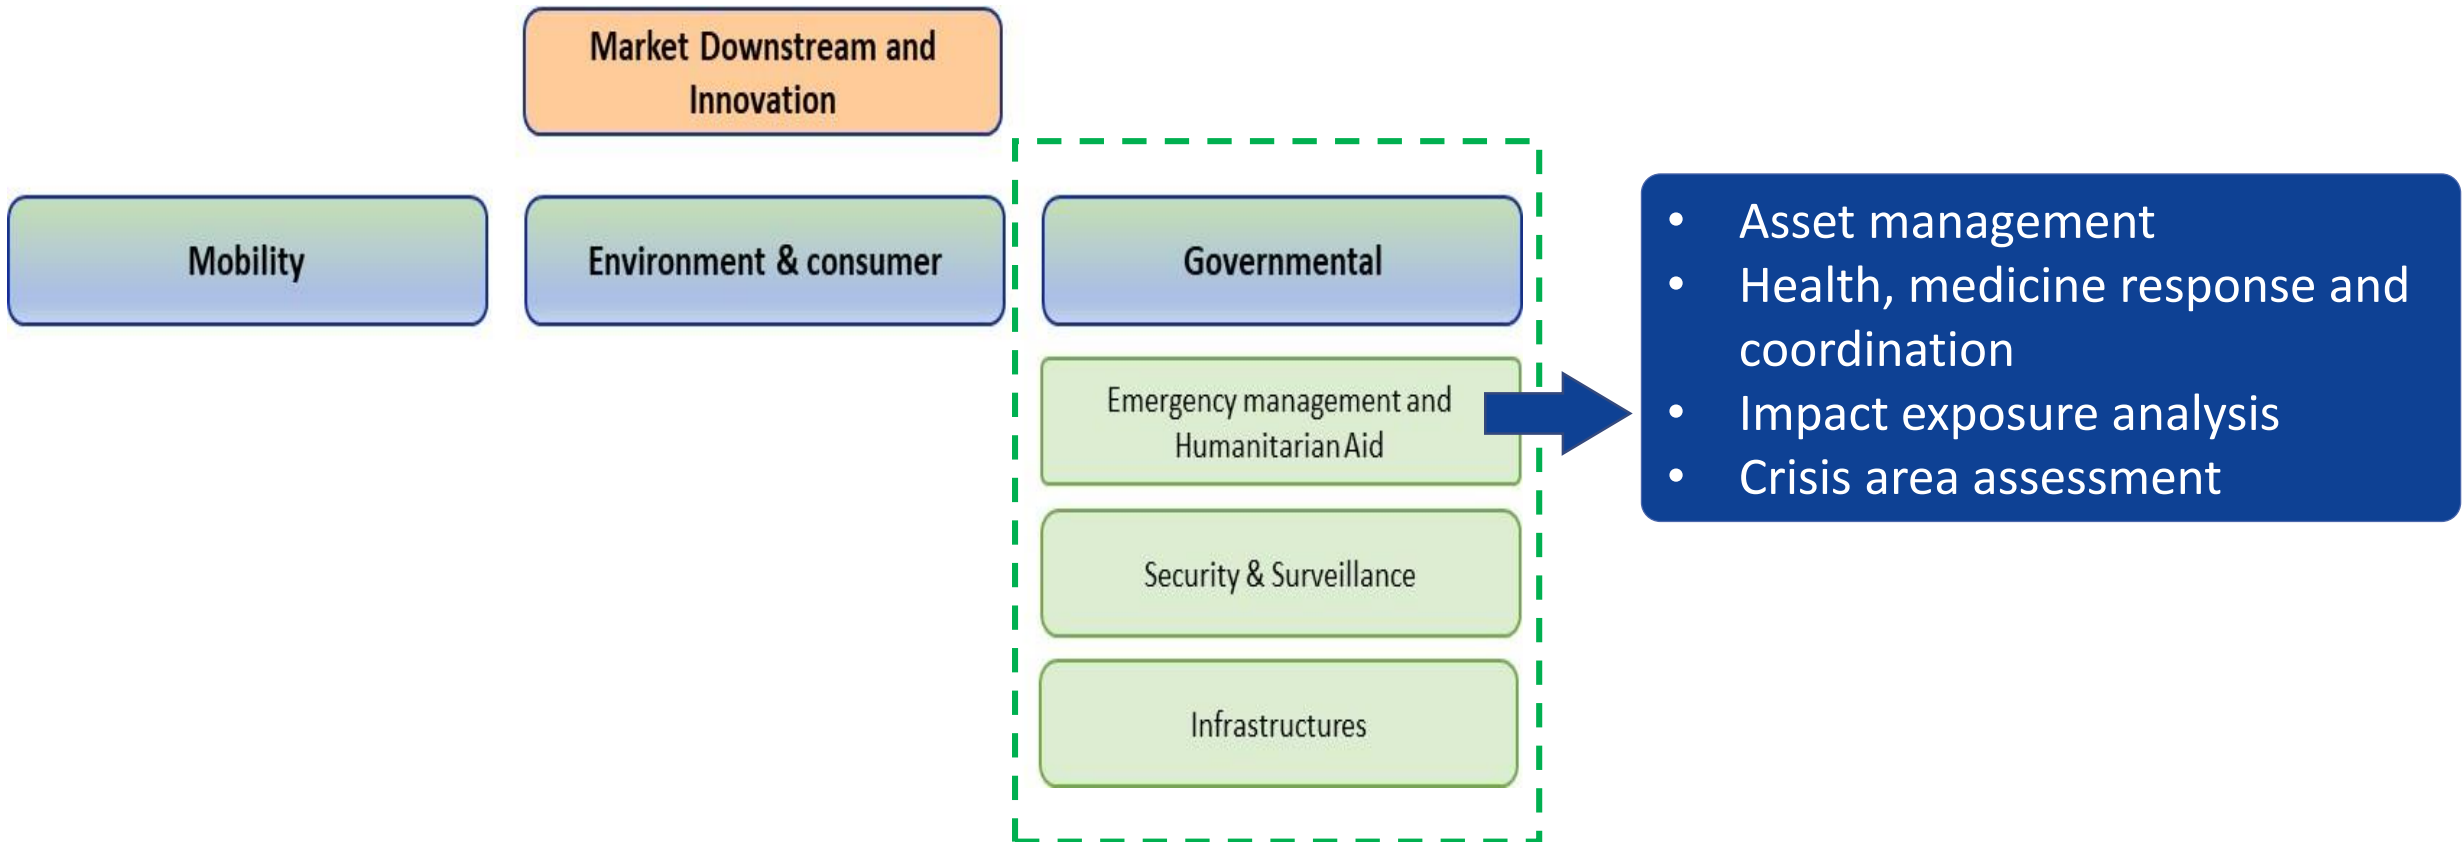 Market Downstream and
Innovation
Mobility
Environment & consumer
Governmental
Emergency management and
Humanitarian Aid
Security & Surveillance
Infrastructures
• Asset management
• Health, medicine response and
coordination
• Impact exposure analysis
• Crisis area assessment